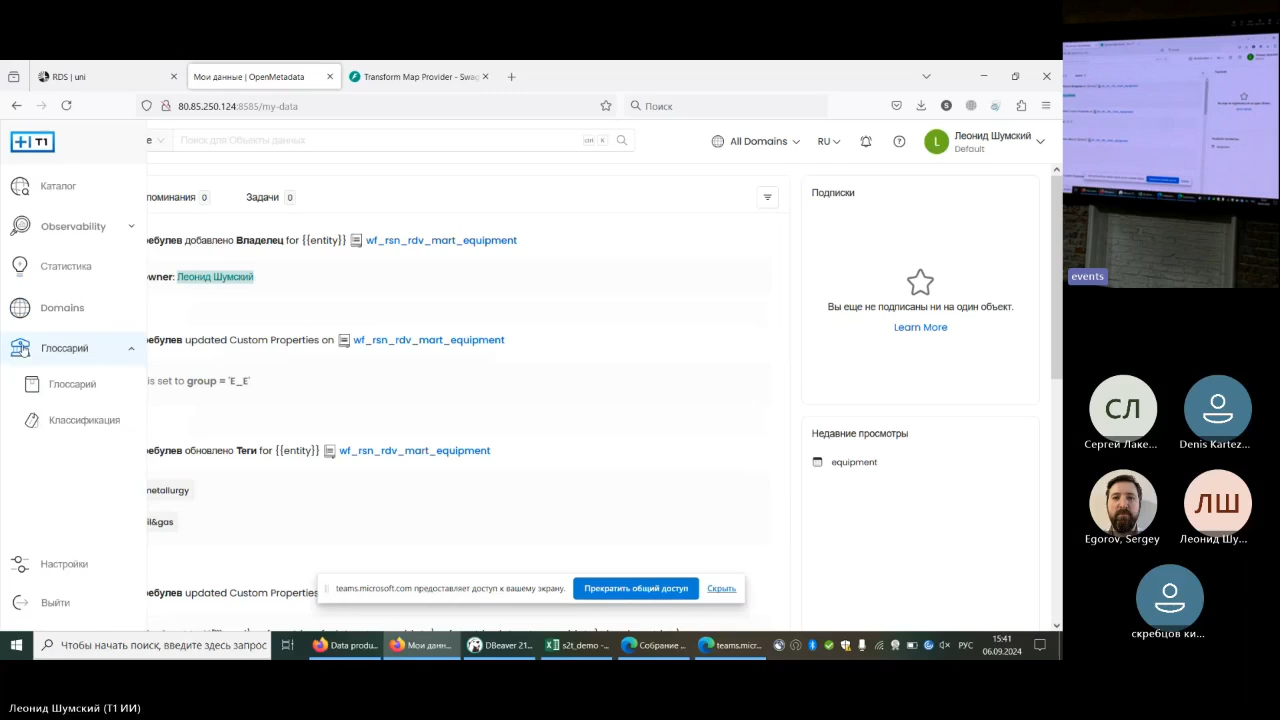 RDS | uni
Мои данные | OpenMetadata
Transform Map Provider - Swag
80.85.250.124:8585/my-data
Поиск
T1
e
Поиск для Объекты данных
ctrl K
All Domains
RU
L
Леонид Шумский
Default
Каталог
Observability
Статистика
Domains
Глоссарий
Глоссарий
Классификация
Настройки
Выйти
поминания 0
Задачи 0
ребулев добавлено Владелец for {{entity}} wf_rsn_rdv_mart_equipment
wner: Леонид Шумский
ребулев updated Custom Properties on wf_rsn_rdv_mart_equipment
is set to group = 'E_E'
ребулев обновлено Теги for {{entity}} wf_rsn_rdv_mart_equipment
netallurgy
il&gas
ребулев updated Custom Properties
Подписки
Вы еще не подписаны ни на один объект.
Learn More
Недавние просмотры
equipment
teams.microsoft.com предоставляет доступ к вашему экрану.
Прекратить общий доступ
Скрыть
Чтобы начать поиск, введите здесь запрос
Data produ...
Мои данн...
DBeaver 21...
s2t_demo -...
Собрание ...
teams.micr...
РУС
15:41
06.09.2024
events
СЛ
Сергей Лаке...
Denis Kartez...
Egorov, Sergey
ЛШ
Леонид Шу...
скребцов ки...
Леонид Шумский (Т1 ИИ)